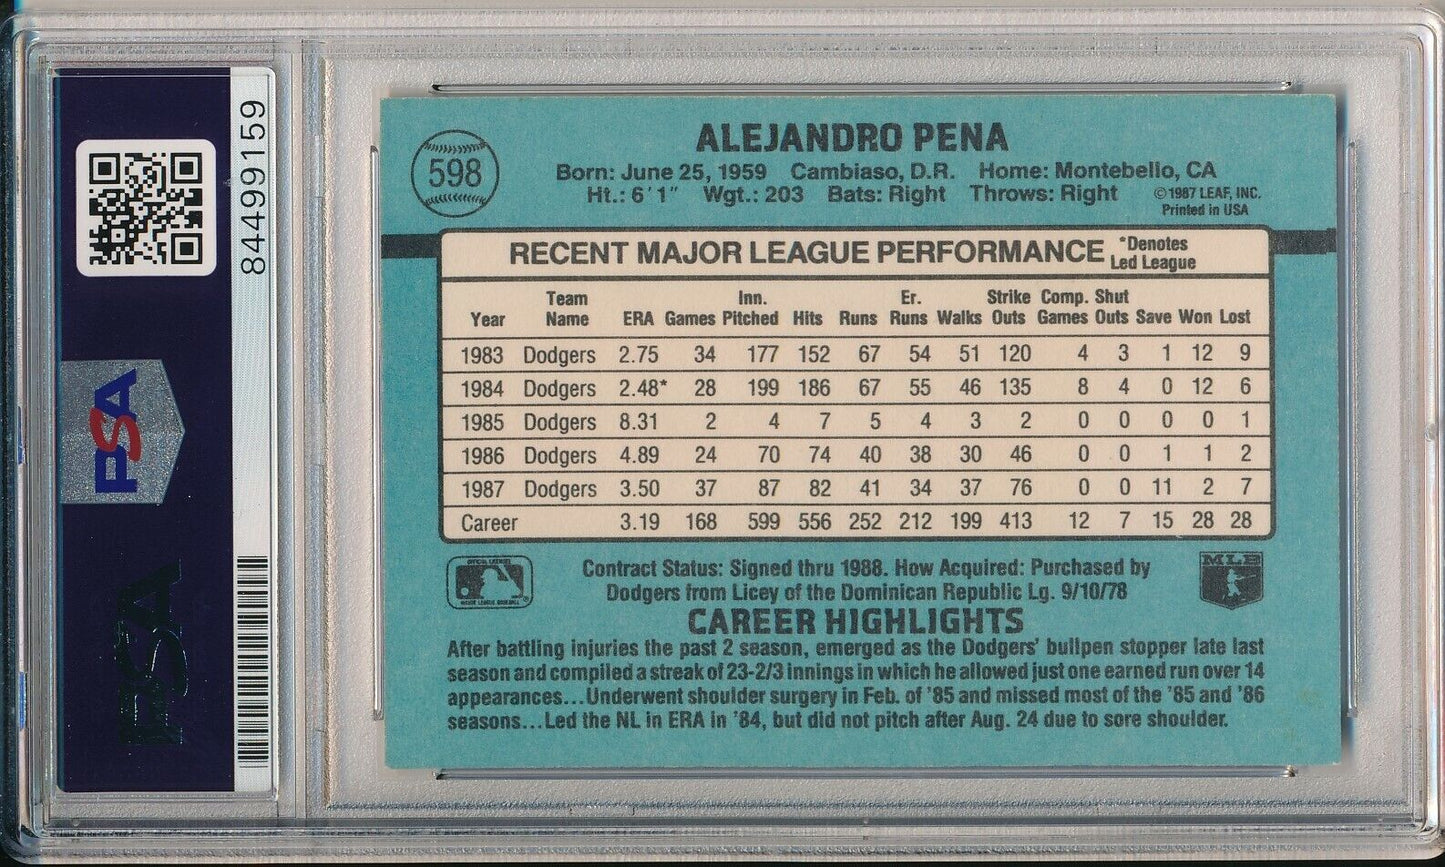 84499159
PSA
PSA
598
ALEJANDRO PENA
Born: June 25, 1959 Cambiaso, D.R. Home: Montebello, CA
Ht.: 6'1" Wgt.: 203 Bats: Right Throws: Right
©1987 LEAF, INC.
Printed in USA
RECENT MAJOR LEAGUE PERFORMANCE *Denotes Led League
Year Team Name ERA Games Inn. Pitched Hits Runs Er. Runs Walks Strike Outs Comp. Games Shut Outs Save Won Lost
1983 Dodgers 2.75 34 177 152 67 54 51 120 4 3 1 12 9
1984 Dodgers 2.48* 28 199 186 67 55 46 135 8 4 0 12 6
1985 Dodgers 8.31 2 4 7 5 4 3 2 0 0 0 0 1
1986 Dodgers 4.89 24 70 74 40 38 30 46 0 0 1 1 2
1987 Dodgers 3.50 37 87 82 41 34 37 76 0 0 11 2 7
Career 3.19 168 599 556 252 212 199 413 12 7 15 28 28
Contract Status: Signed thru 1988. How Acquired: Purchased by
Dodgers from Licey of the Dominican Republic Lg. 9/10/78
MLB
CAREER HIGHLIGHTS
After battling injuries the past 2 season, emerged as the Dodgers' bullpen stopper late last
season and compiled a streak of 23-2/3 innings in which he allowed just one earned run over 14
appearances...Underwent shoulder surgery in Feb. of '85 and missed most of the '85 and '86
seasons...Led the NL in ERA in '84, but did not pitch after Aug. 24 due to sore shoulder.